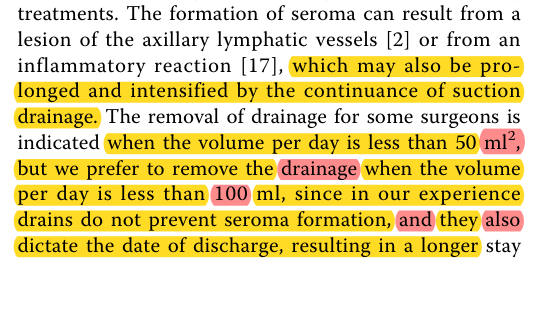 treatments. The formation of seroma can result from a
lesion of the axillary lymphatic vessels [2] or from an
inflammatory reaction [17], which may also be pro-
longed and intensified by the continuance of suction
drainage. The removal of drainage for some surgeons is
indicated when the volume per day is less than 50 ml²,
but we prefer to remove the drainage when the volume
per day is less than 100 ml, since in our experience
drains do not prevent seroma formation, and they also
dictate the date of discharge, resulting in a longer stay